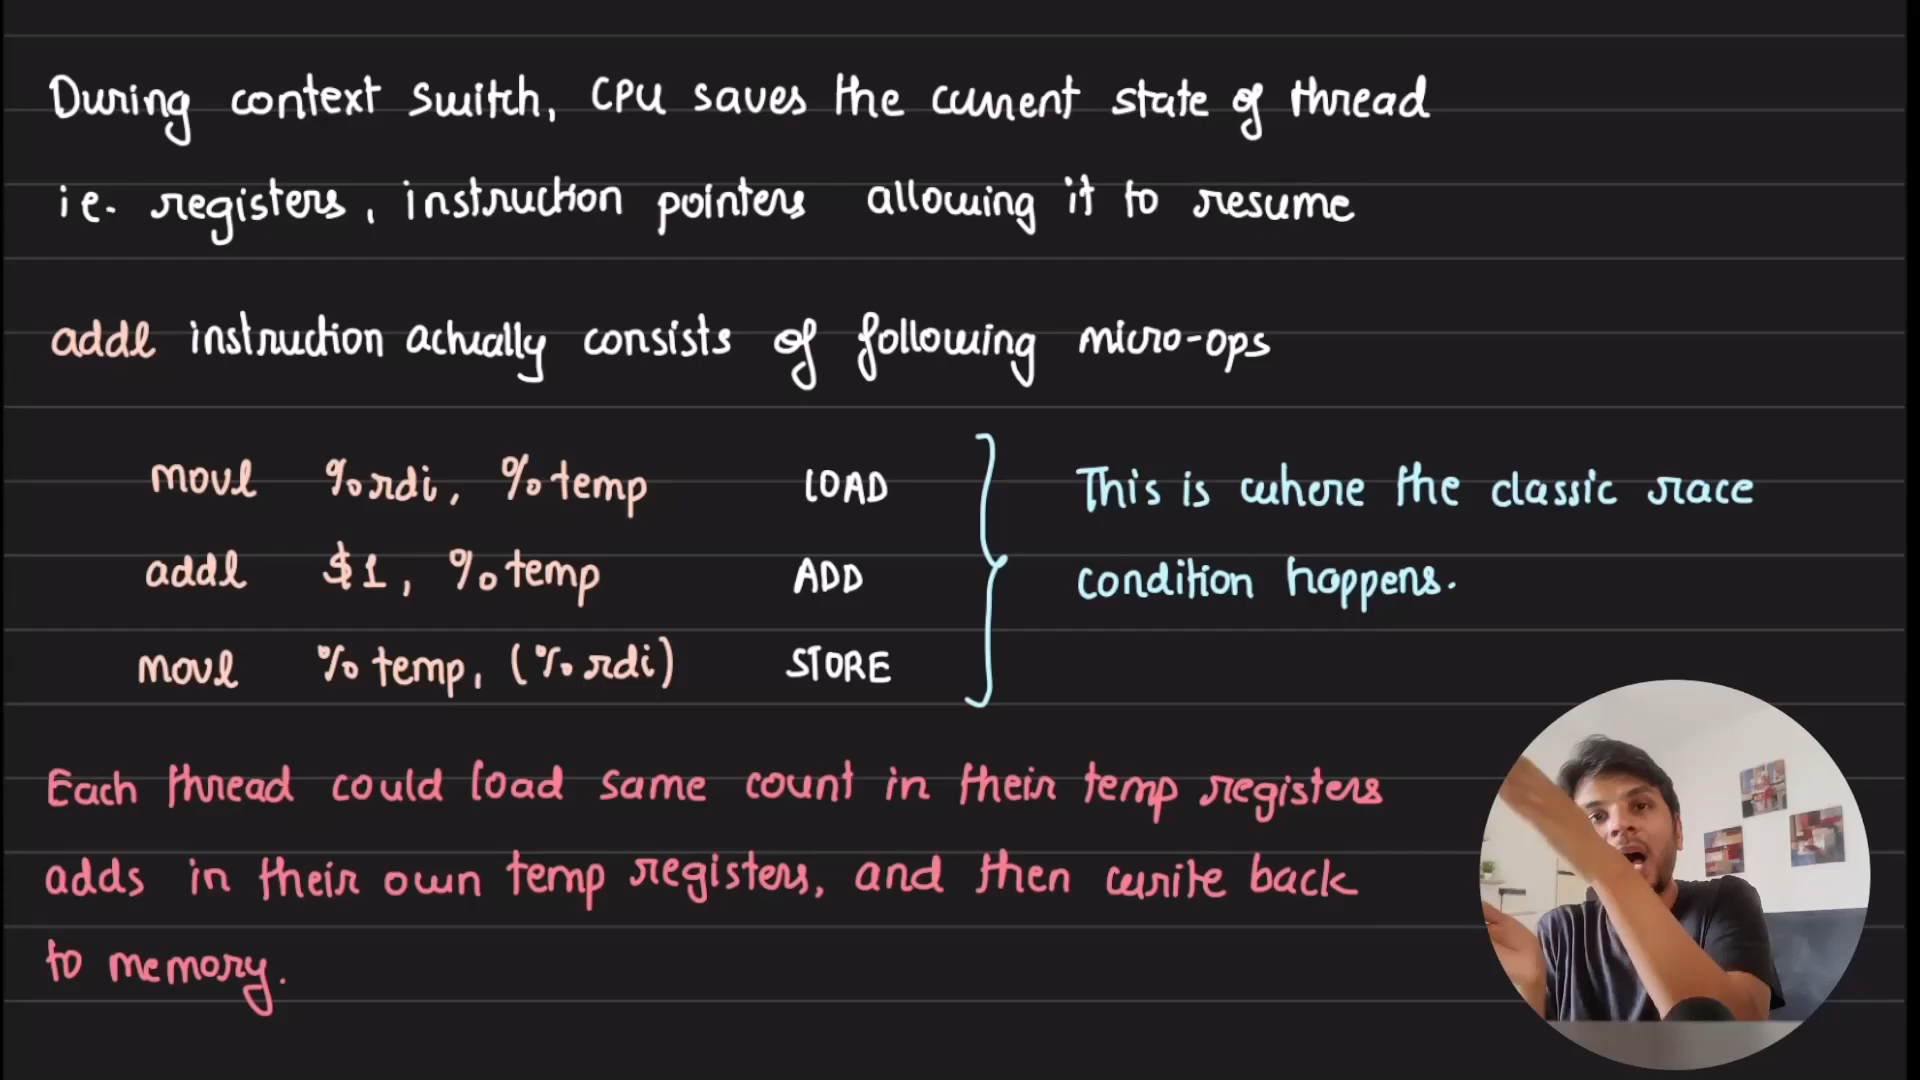 During context switch, CPU saves the current state of thread
ie. registers, instruction pointers allowing it to resume
addl instruction actually consists of following micro-ops
movl %rdi, %temp LOAD
addl $1, %temp ADD
movl %temp, (%rdi) STORE
This is where the classic race
condition happens.
Each thread could load same count in their temp registers
adds in their own temp registers, and then write back
to memory.